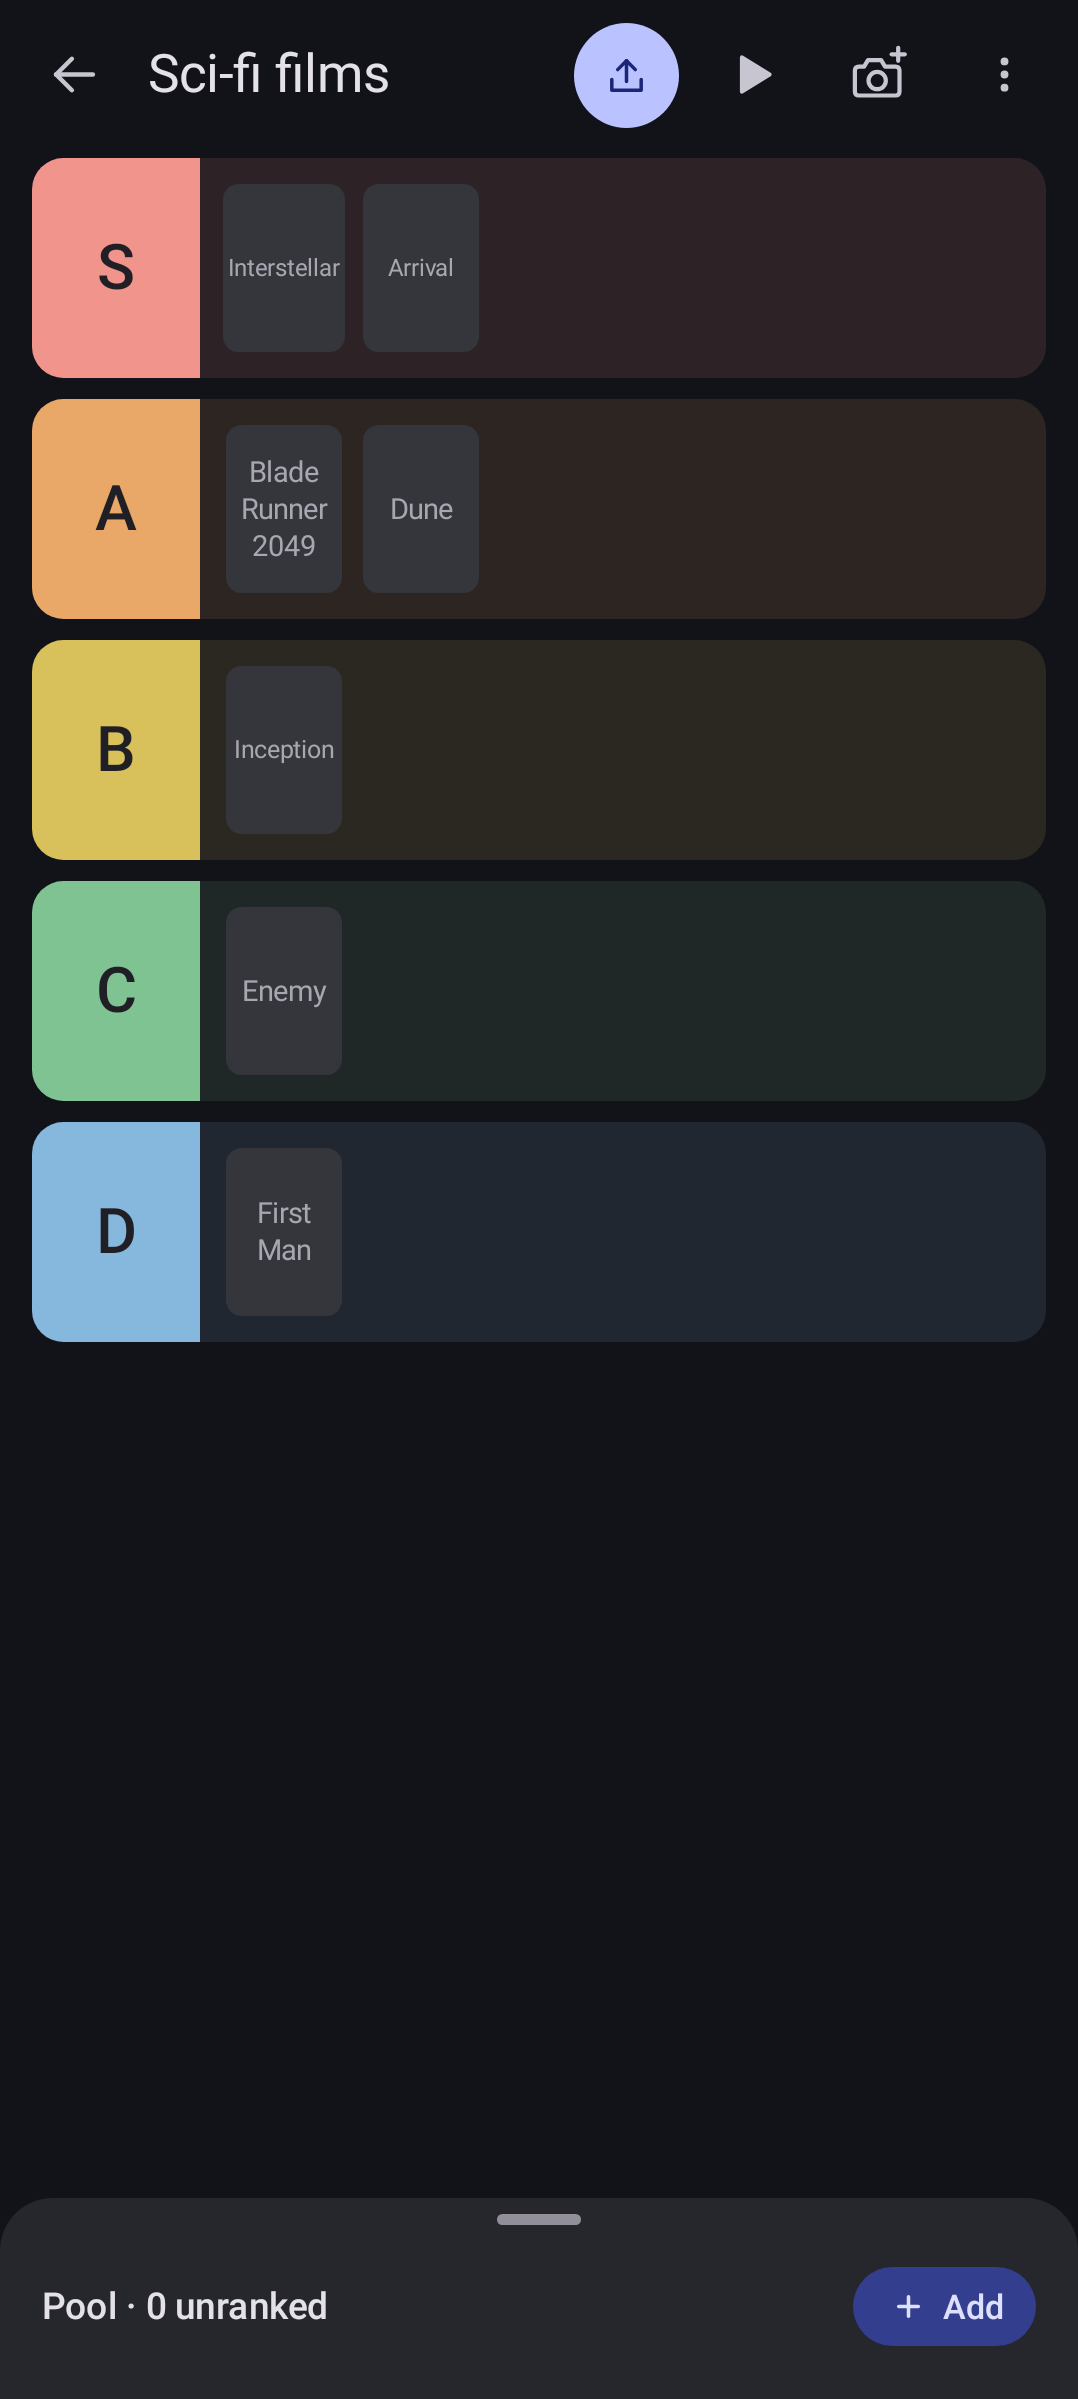 Sci-fi films
S
Interstellar
Arrival
A
Blade
Runner
2049
Dune
B
Inception
C
Enemy
D
First
Man
Pool · 0 unranked
Add